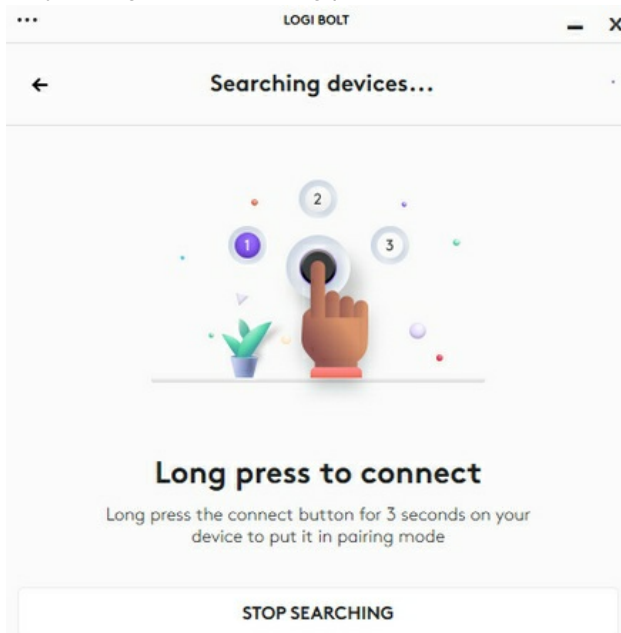 LOGI BOLT
Searching devices...
2
1
3
Long press to connect
Long press the connect button for 3 seconds on your
device to put it in pairing mode
STOP SEARCHING